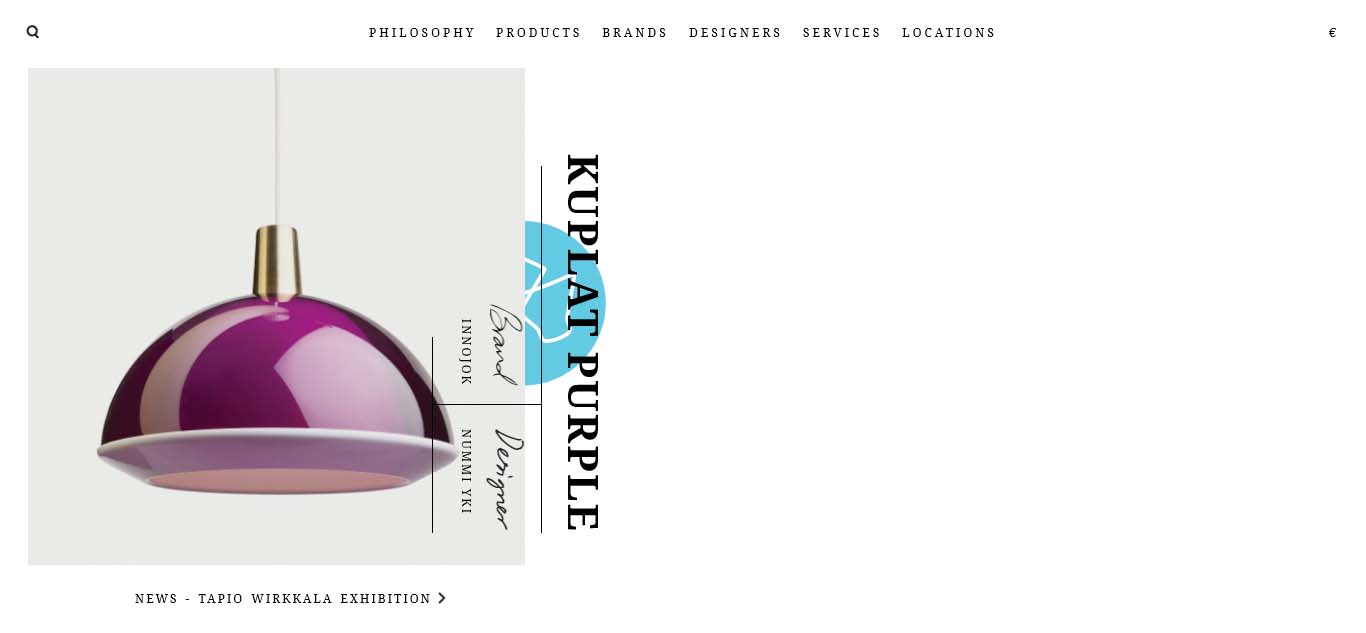 PHILOSOPHY PRODUCTS BRANDS DESIGNERS SERVICES LOCATIONS €
KUPLAT PURPLE
Brand
INNOJOK
Designer
NUMMI YKI
NEWS - TAPIO WIRKKALA EXHIBITION